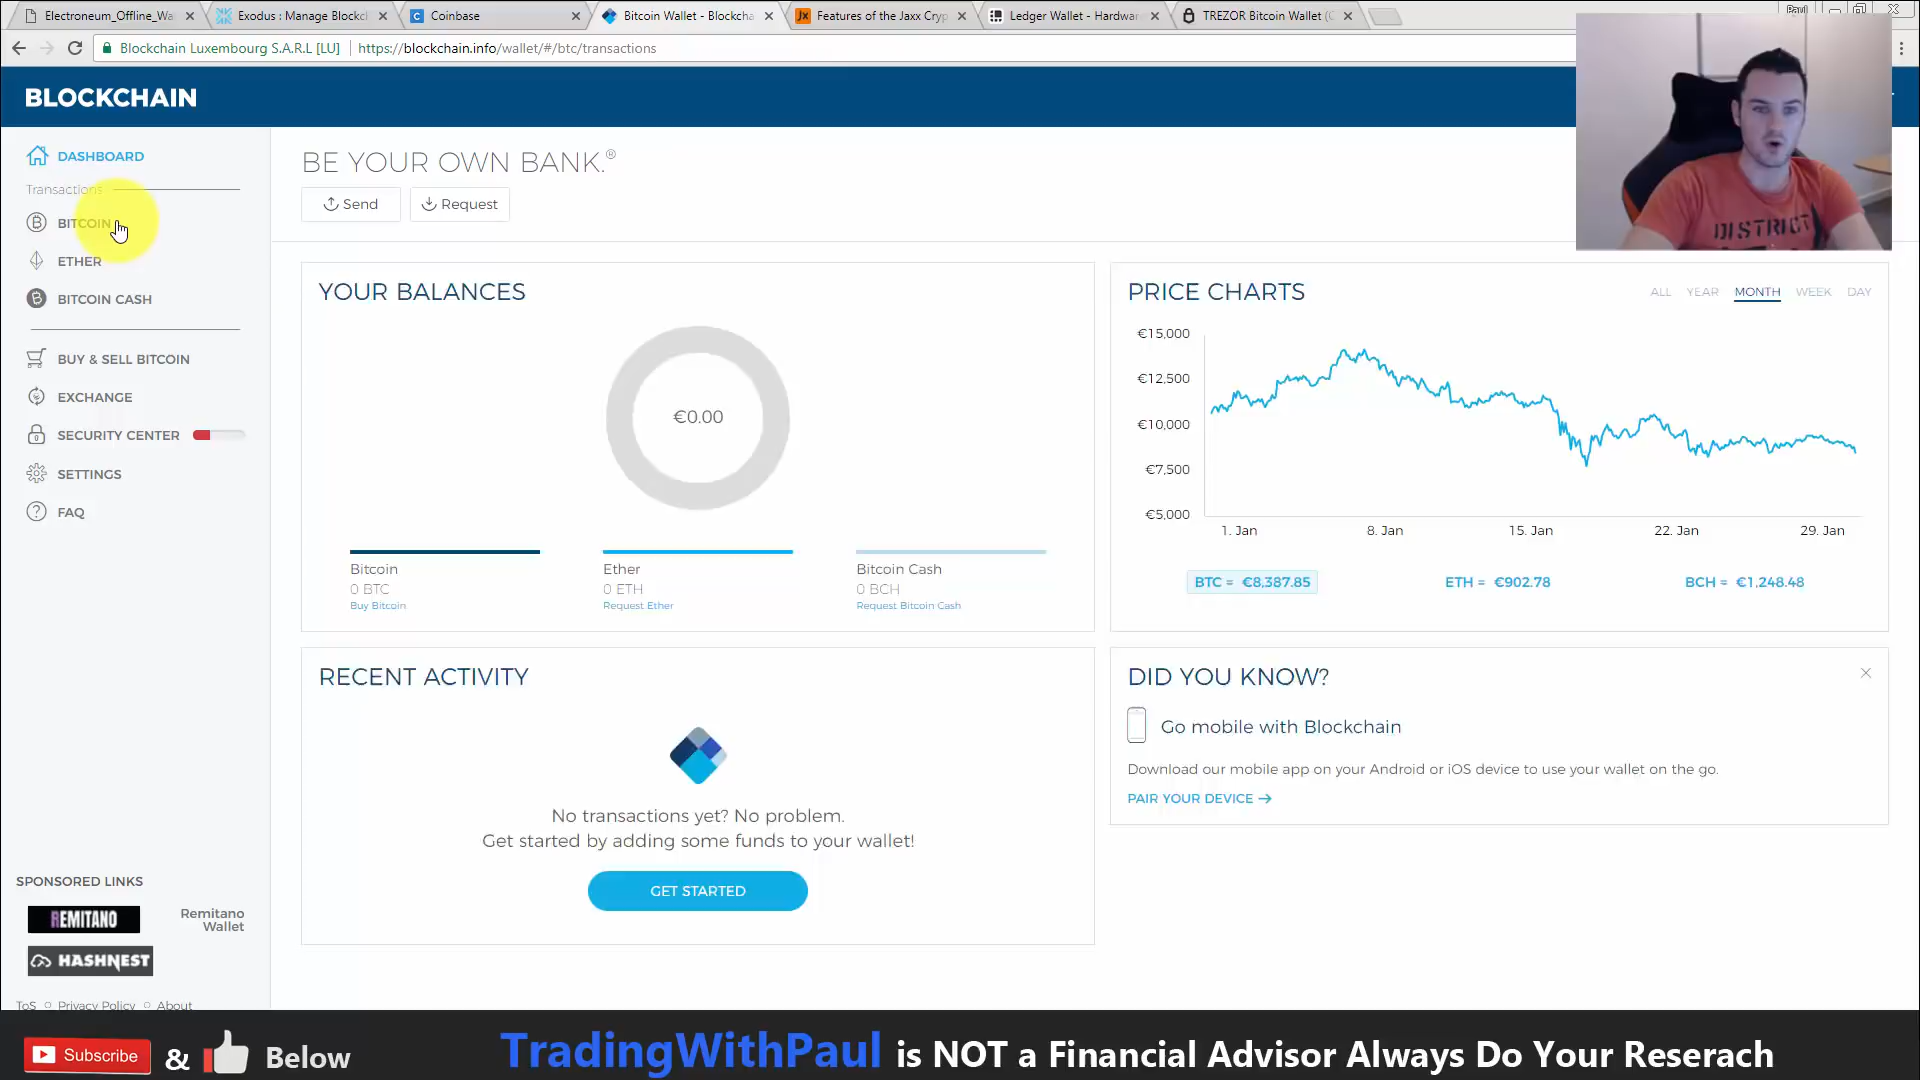 Electroneum_Offline_Wa
Exodus : Manage Blockcl
Coinbase
Bitcoin Wallet - Blockcha
Features of the Jaxx Cryp
Ledger Wallet - Hardwar
TREZOR Bitcoin Wallet (
Paul
Blockchain Luxembourg S.A.R.L [LU]
https://blockchain.info/wallet/#/btc/transactions
BLOCKCHAIN
DASHBOARD
Transactions
BITCOIN
ETHER
BITCOIN CASH
BUY & SELL BITCOIN
EXCHANGE
SECURITY CENTER
SETTINGS
FAQ
SPONSORED LINKS
REMITANO
Remitano
Wallet
HASHNEST
ToS
Privacy Policy
About
BE YOUR OWN BANK.®
Send
Request
YOUR BALANCES
€0.00
Bitcoin
0 BTC
Buy Bitcoin
Ether
0 ETH
Request Ether
Bitcoin Cash
0 BCH
Request Bitcoin Cash
PRICE CHARTS
ALL YEAR MONTH WEEK DAY
€15,000
€12,500
€10,000
€7,500
€5,000
1. Jan
8. Jan
15. Jan
22. Jan
29. Jan
BTC = €8,387.85
ETH = €902.78
BCH = €1,248.48
RECENT ACTIVITY
No transactions yet? No problem.
Get started by adding some funds to your wallet!
GET STARTED
DID YOU KNOW?
Go mobile with Blockchain
Download our mobile app on your Android or iOS device to use your wallet on the go.
PAIR YOUR DEVICE
DISTRICT
Subscribe & Below
TradingWithPaul is NOT a Financial Advisor Always Do Your Reserach